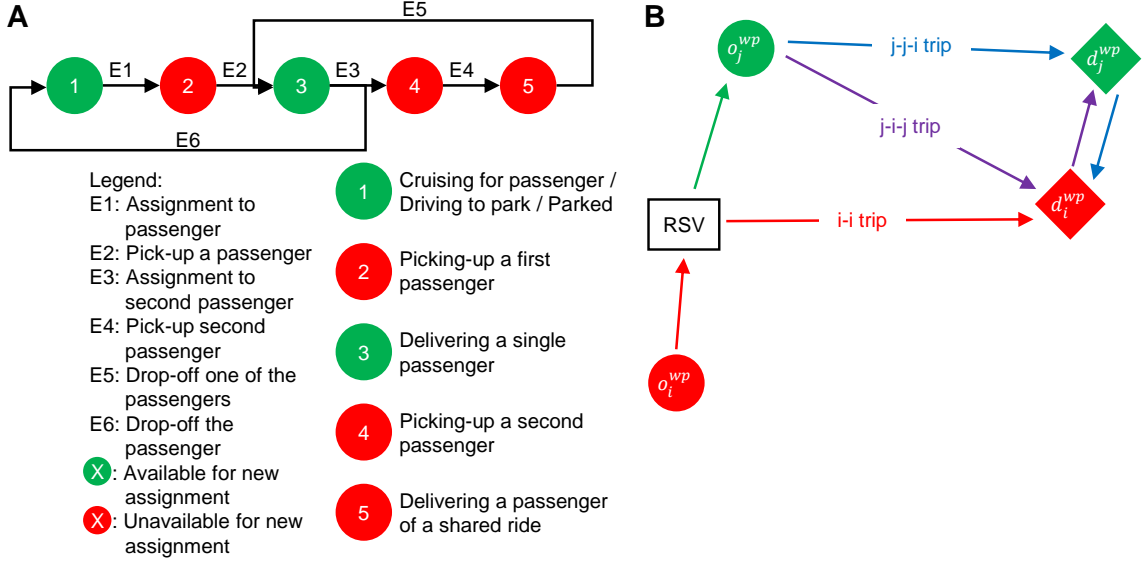 A
E5
1
E1
2
E2
3
E3
4
E4
5
E6
Legend:
E1: Assignment to
passenger
E2: Pick-up a passenger
E3: Assignment to
second passenger
E4: Pick-up second
passenger
E5: Drop-off one of the
passengers
E6: Drop-off the
passenger
X: Available for new
assignment
X: Unavailable for new
assignment
1 Cruising for passenger /
Driving to park / Parked
2 Picking-up a first
passenger
3 Delivering a single
passenger
4 Picking-up a second
passenger
5 Delivering a passenger
of a shared ride
B
o_j^{wp}
j-j-i trip
d_j^{wp}
j-i-j trip
RSV
i-i trip
d_i^{wp}
o_i^{wp}